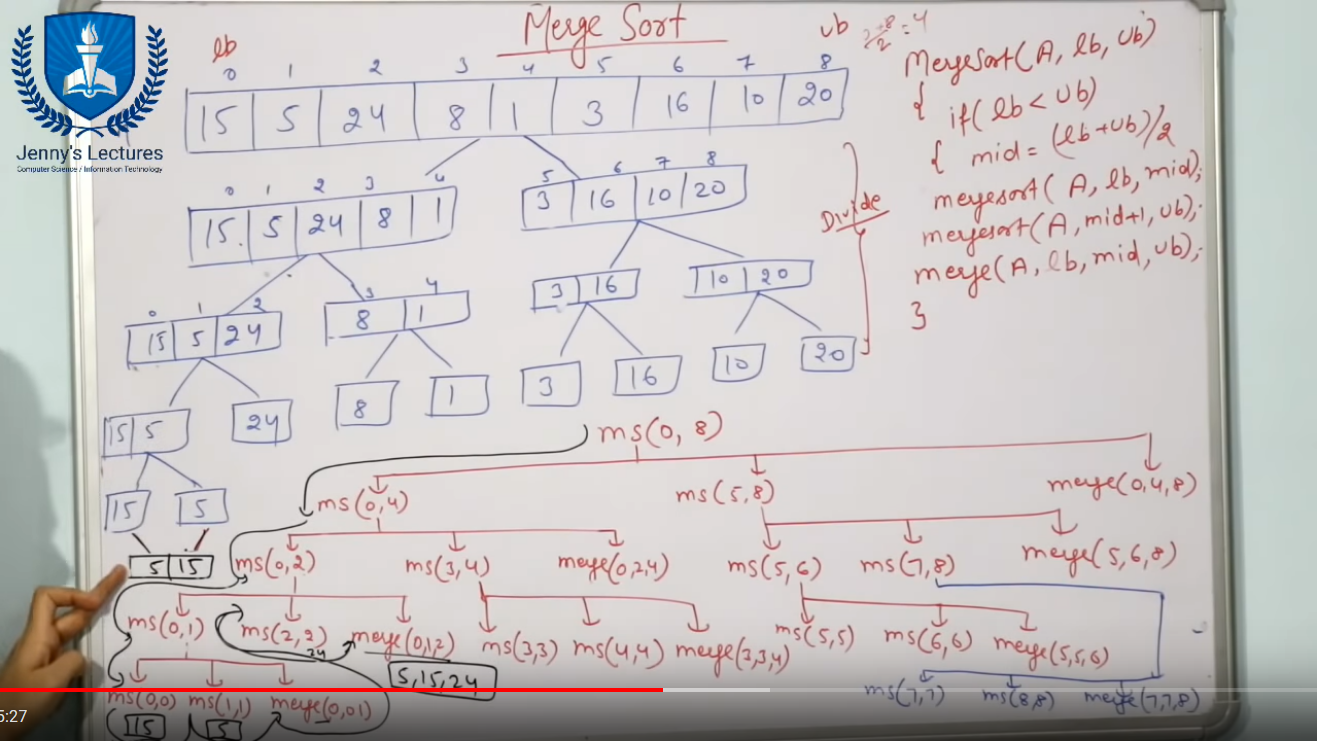 Merge Sort
lb
ub
0 1 2 3 4 5 6 7 8
15 5 24 8 1 3 16 10 20
Jenny's Lectures
Computer Science / Information Technology
0 1 2 3 4
15 5 24 8 1
5 6 7 8
3 16 10 20
0 1 2
15 5 24
3 4
8 1
3 16
10 20
15 5
24
8
1
3
16
10
20
15
5
5 15
Divide
MergeSort(A, lb, ub)
{
if(lb < ub)
{ mid = (lb+ub)/2
mergesort(A, lb, mid);
mergesort(A, mid+1, ub);
merge(A, lb, mid, ub);
}
ms(0, 8)
ms(0,4) ms(5,8) merge(0,4,8)
ms(0,2) ms(3,4) merge(0,2,4) ms(5,6) ms(7,8) merge(5,6,8)
ms(0,1) ms(2,2) merge(0,1,2) ms(3,3) ms(4,4) merge(3,3,4) ms(5,5) ms(6,6) merge(5,5,6)
24
5,15,24
ms(0,0) ms(1,1) merge(0,01) ms(7,7) ms(8,8) merge(7,7,8)
15 5
5:27